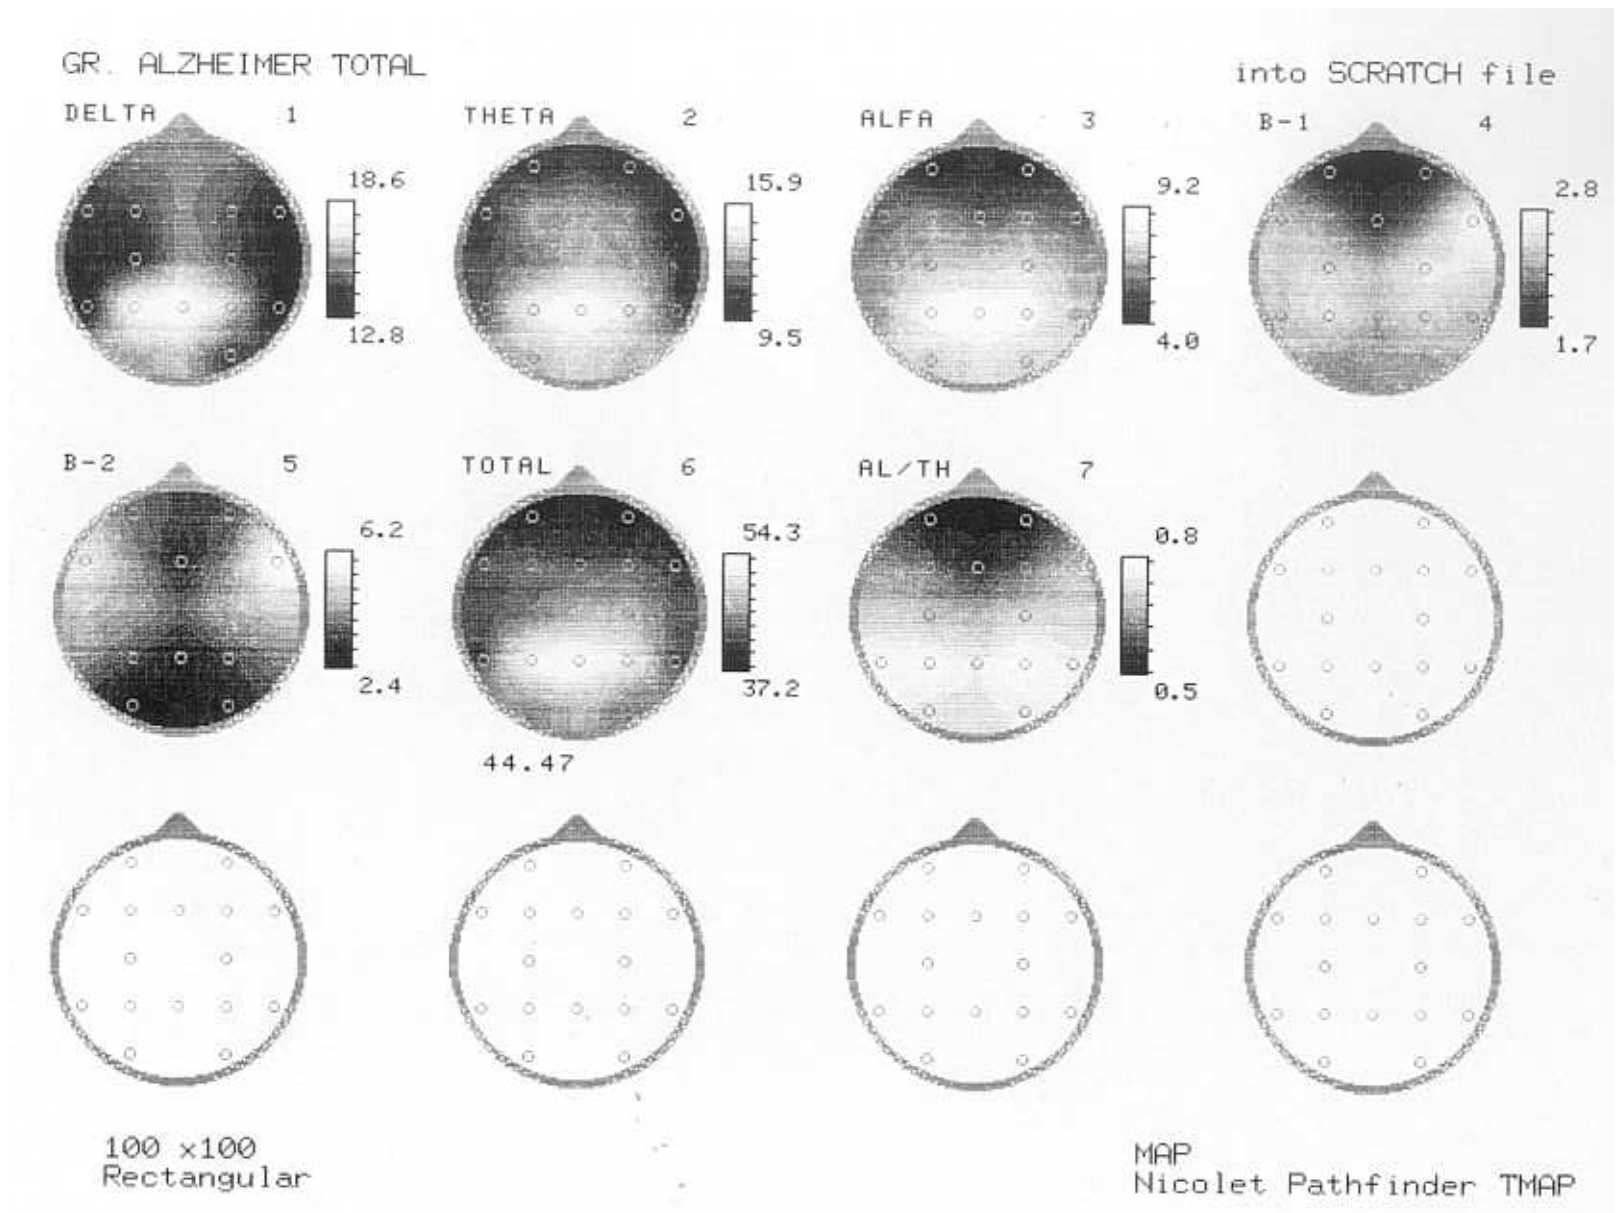 GR. ALZHEIMER TOTAL
into SCRATCH file
DELTA 1
18.6
12.8
THETA 2
15.9
9.5
ALFA 3
9.2
4.0
B-1 4
2.8
1.7
B-2 5
6.2
2.4
TOTAL 6
54.3
37.2
44.47
AL/TH 7
0.8
0.5
100 x100
Rectangular
MAP
Nicolet Pathfinder TMAP